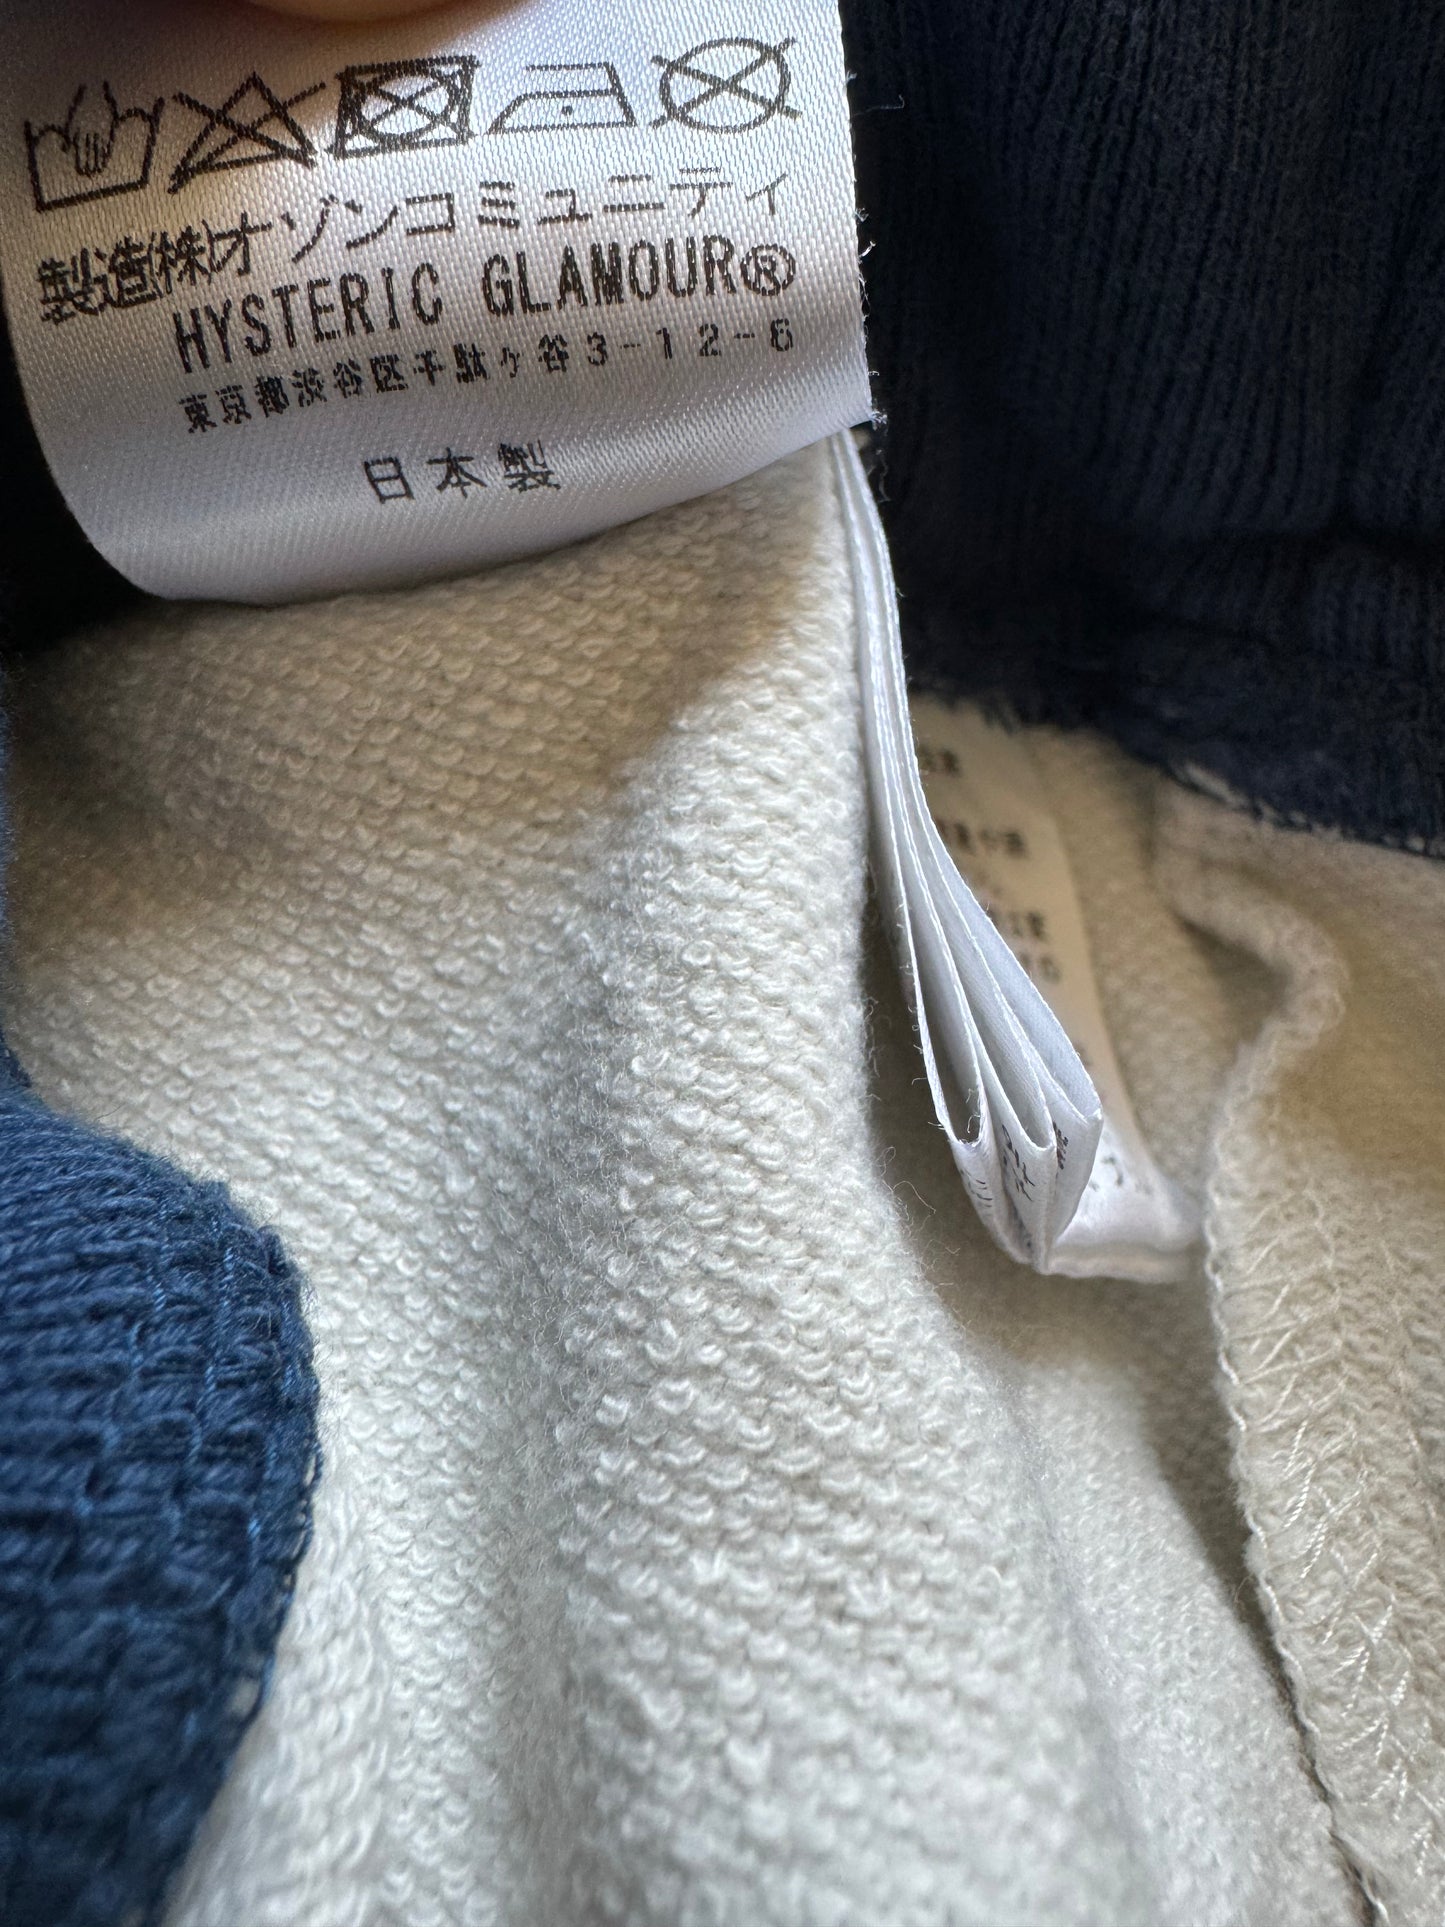 製造(株)オゾンコミュニティ
HYSTERIC GLAMOUR®
東京都渋谷区千駄ヶ谷3-12-6
日本製